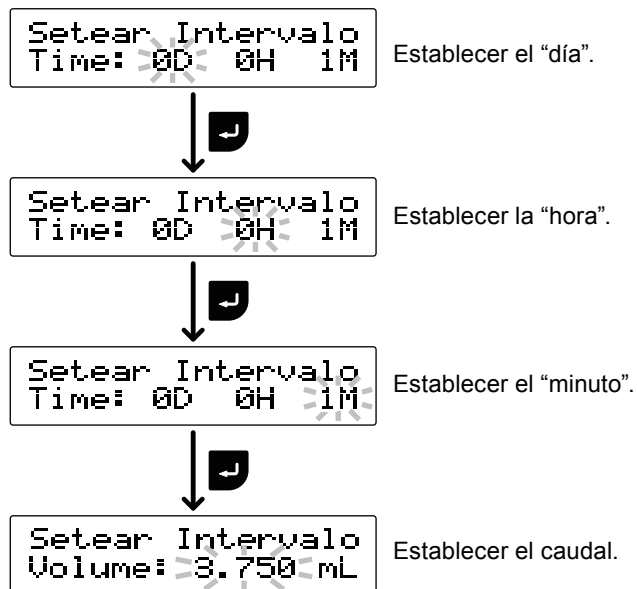 Setear Intervalo
Time: 0D 0H 1M
Establecer el “día”.
Setear Intervalo
Time: 0D 0H 1M
Establecer la “hora”.
Setear Intervalo
Time: 0D 0H 1M
Establecer el “minuto”.
Setear Intervalo
Volume: 3.750 mL
Establecer el caudal.